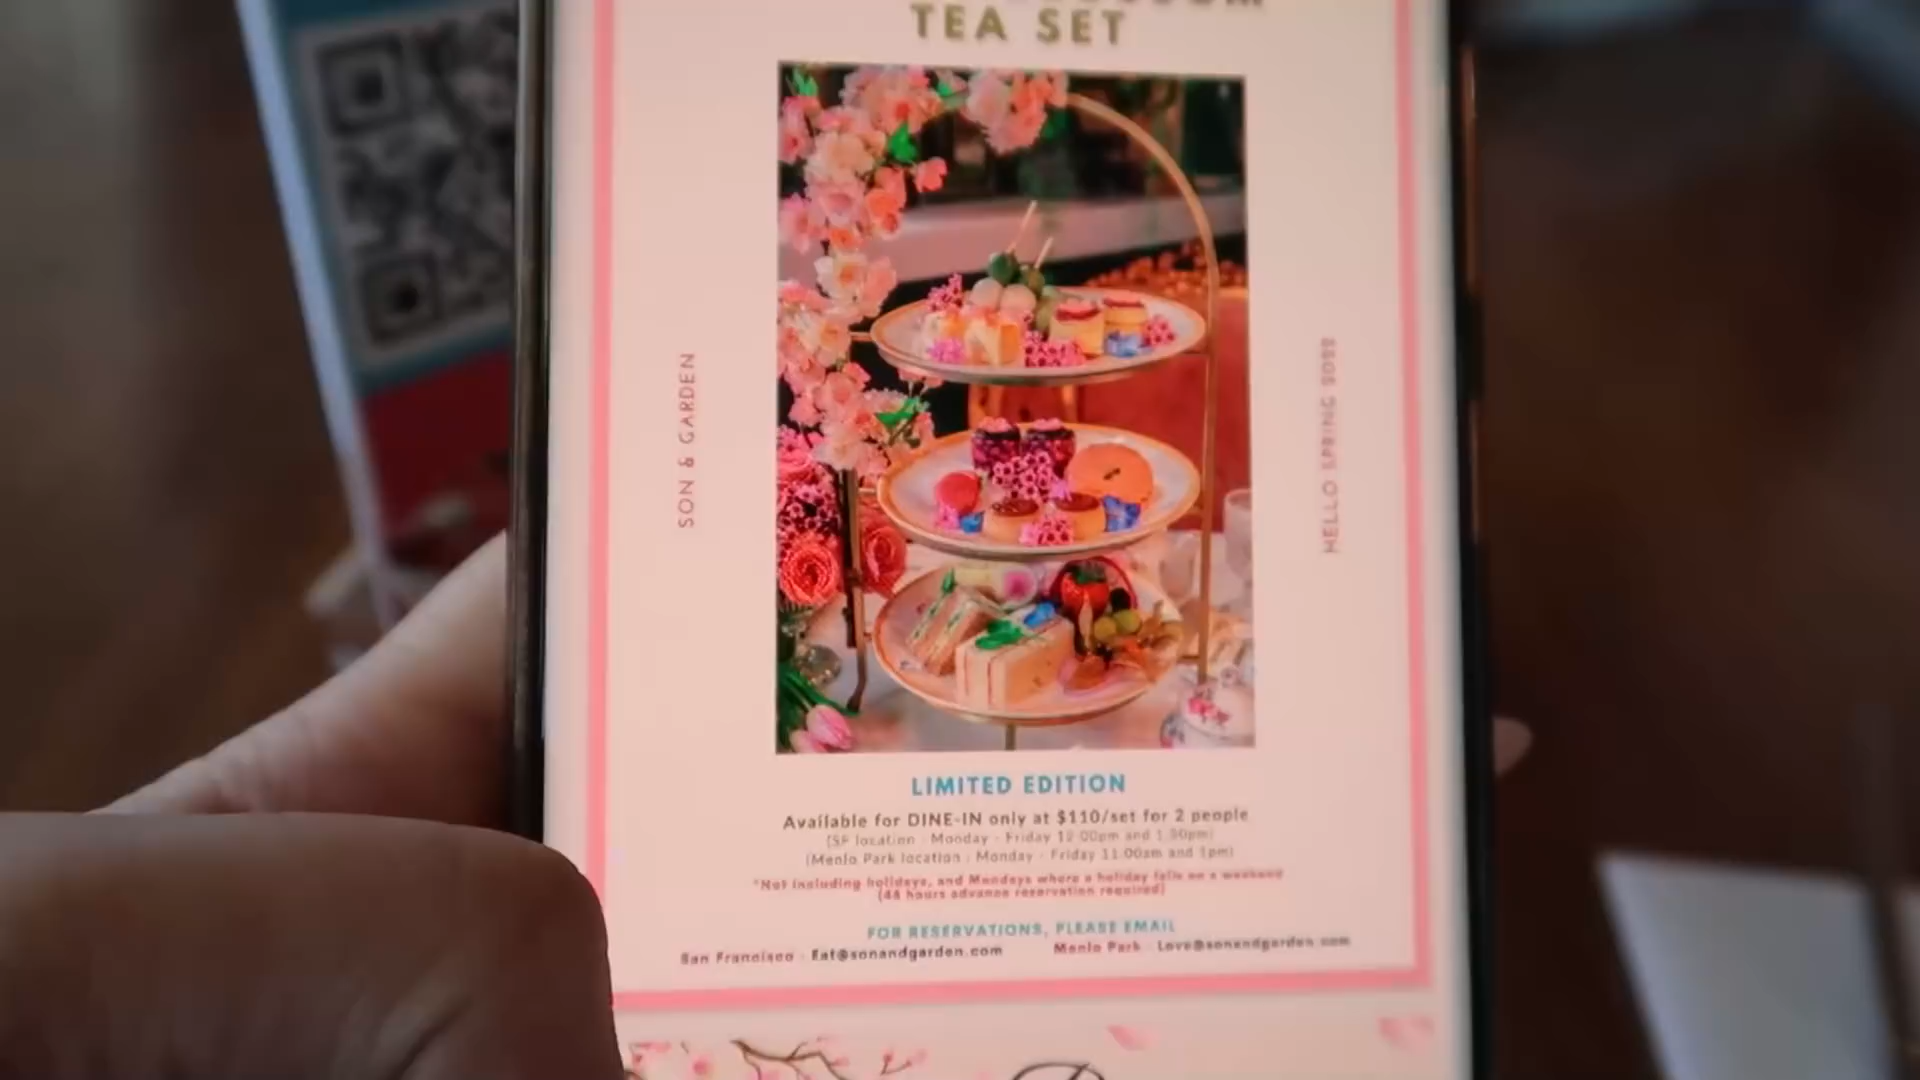 TEA SET
SON & GARDEN
HELLO SPRING
LIMITED EDITION
Available for DINE-IN only at $110/set for 2 people
(SF location - Monday - Friday 12:00pm and 1:30pm)
(Menlo Park location : Monday - Friday 11:00am and 1pm)
*Not including holidays, and Mondays where a holiday falls on a weekend
(48 hours advance reservation required)
FOR RESERVATIONS, PLEASE EMAIL
San Francisco - Eat@sonandgarden.com
Menlo Park - Love@sonandgarden.com